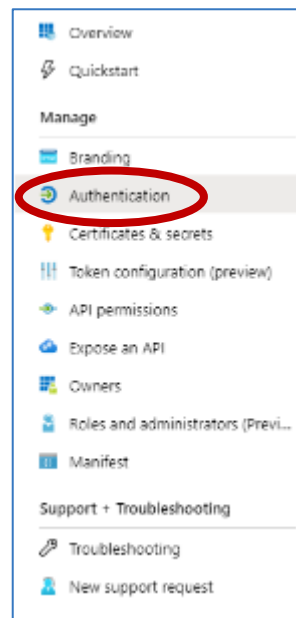 Overview
Quickstart
Manage
Branding
Authentication
Certificates & secrets
Token configuration (preview)
API permissions
Expose an API
Owners
Roles and administrators (Previ...
Manifest
Support + Troubleshooting
Troubleshooting
New support request